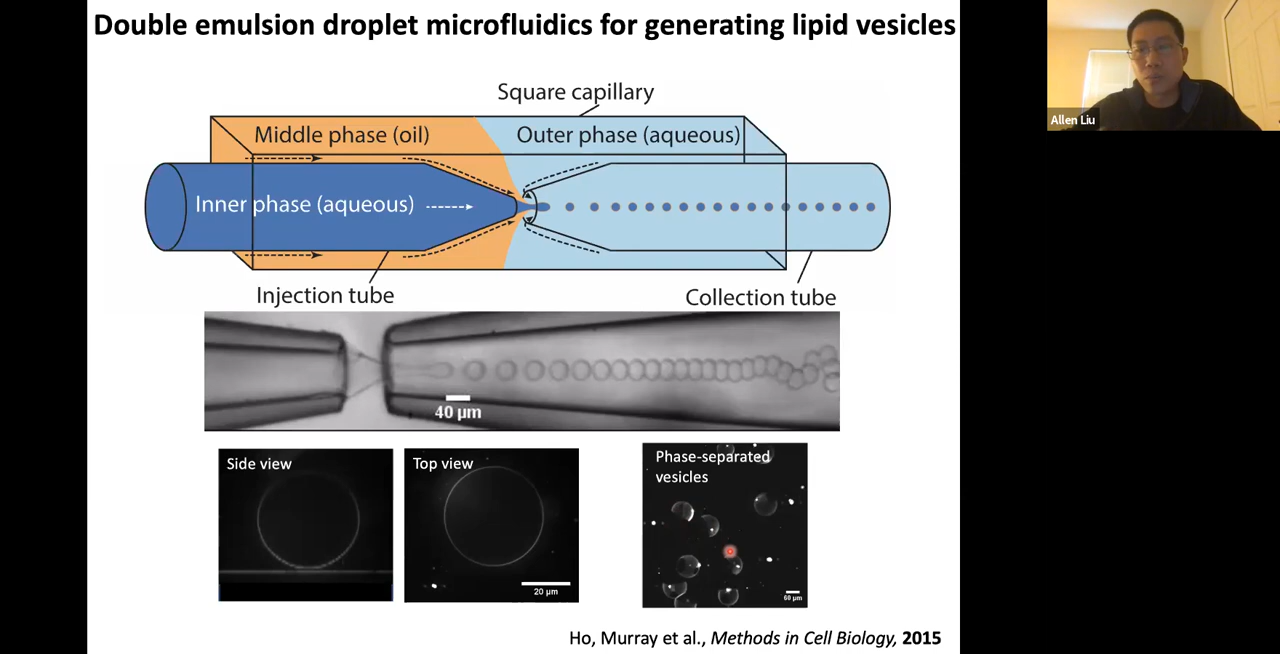 Double emulsion droplet microfluidics for generating lipid vesicles
Allen Liu
Square capillary
Middle phase (oil)
Outer phase (aqueous)
Inner phase (aqueous)
Injection tube
Collection tube
40 µm
Side view
Top view
20 µm
Phase-separated
vesicles
60 µm
Ho, Murray et al., Methods in Cell Biology, 2015